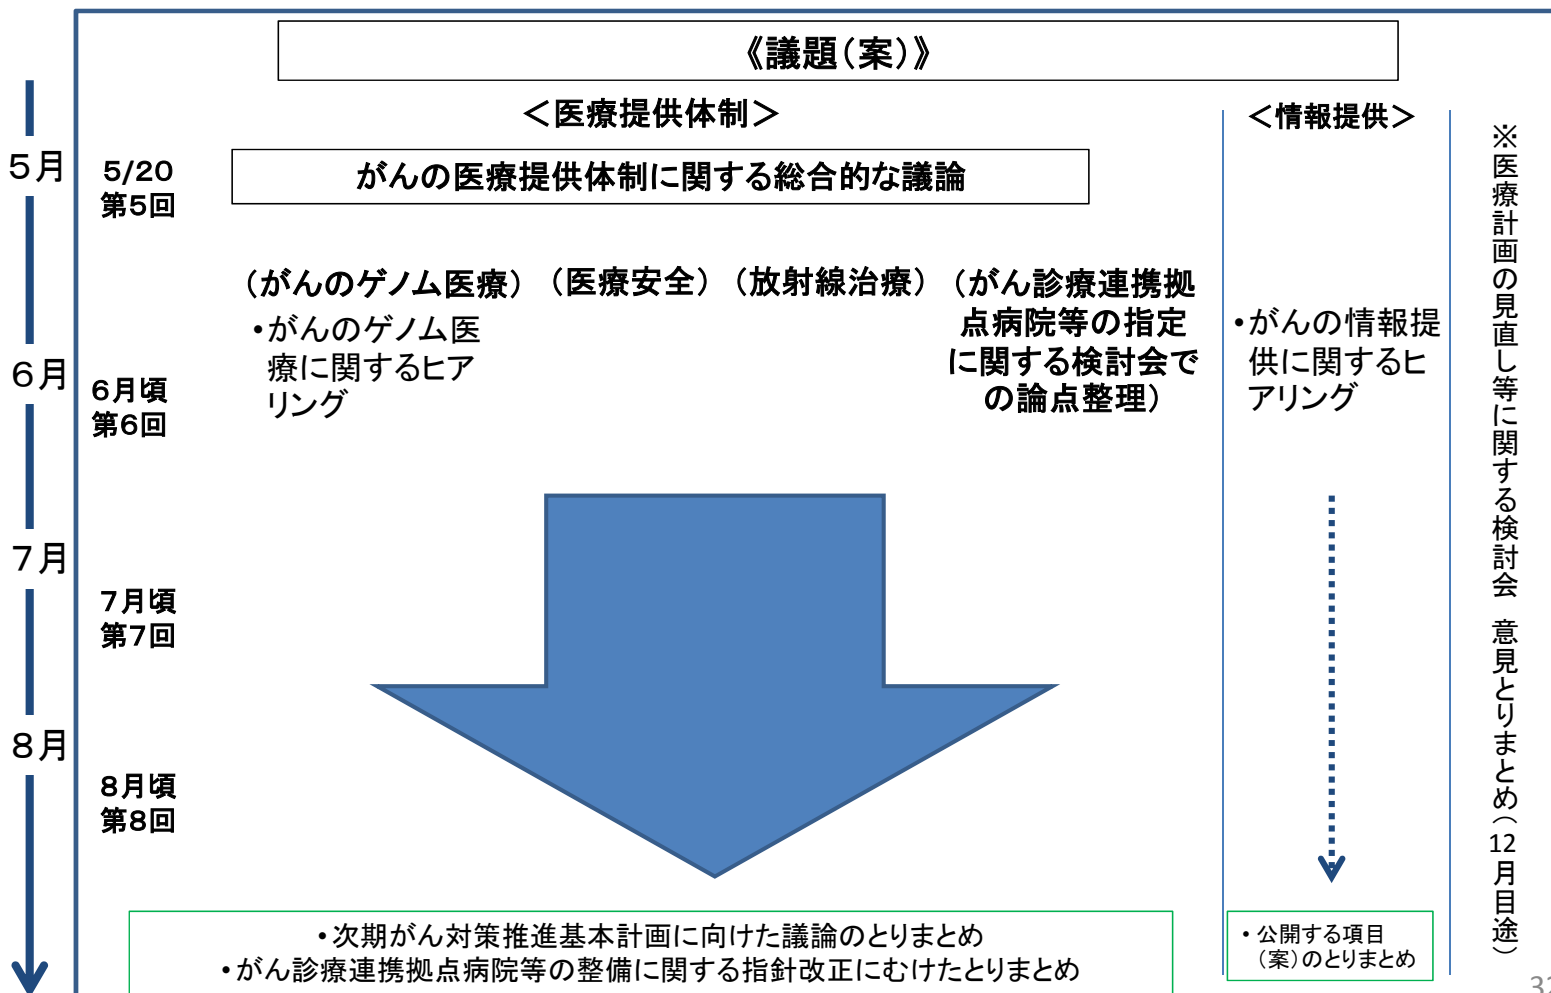 《議題（案）》
＜医療提供体制＞
＜情報提供＞
5月
5/20
第5回
がんの医療提供体制に関する総合的な議論
（がんのゲノム医療）
・がんのゲノム医
療に関するヒア
リング
（医療安全）
（放射線治療）
（がん診療連携拠
点病院等の指定
に関する検討会で
の論点整理）
・がんの情報提
供に関するヒ
アリング
6月
6月頃
第6回
7月
7月頃
第7回
8月
8月頃
第8回
・次期がん対策推進基本計画に向けた議論のとりまとめ
・がん診療連携拠点病院等の整備に関する指針改正にむけたとりまとめ
・公開する項目
（案）のとりまとめ
※医療計画の見直し等に関する検討会　意見とりまとめ（12月目途）
32